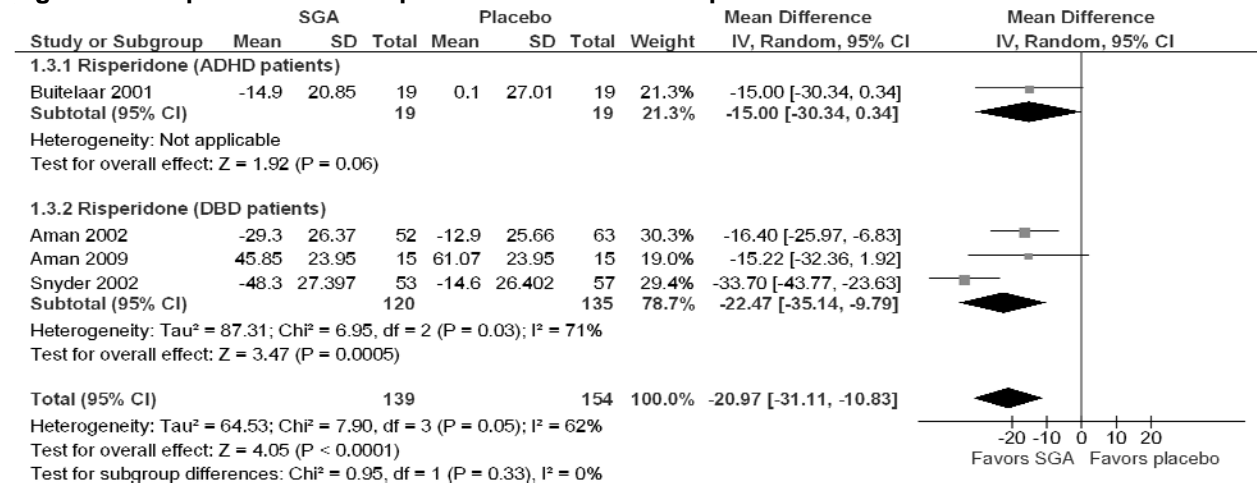 SGA Placebo Mean Difference Mean Difference
Study or Subgroup Mean SD Total Mean SD Total Weight IV, Random, 95% CI IV, Random, 95% CI
1.3.1 Risperidone (ADHD patients)
Buitelaar 2001 -14.9 20.85 19 0.1 27.01 19 21.3% -15.00 [-30.34, 0.34]
Subtotal (95% CI) 19 19 21.3% -15.00 [-30.34, 0.34]
Heterogeneity: Not applicable
Test for overall effect: Z = 1.92 (P = 0.06)
1.3.2 Risperidone (DBD patients)
Aman 2002 -29.3 26.37 52 -12.9 25.66 63 30.3% -16.40 [-25.97, -6.83]
Aman 2009 45.85 23.95 15 61.07 23.95 15 19.0% -15.22 [-32.36, 1.92]
Snyder 2002 -48.3 27.397 53 -14.6 26.402 57 29.4% -33.70 [-43.77, -23.63]
Subtotal (95% CI) 120 135 78.7% -22.47 [-35.14, -9.79]
Heterogeneity: Tau² = 87.31; Chi² = 6.95, df = 2 (P = 0.03); I² = 71%
Test for overall effect: Z = 3.47 (P = 0.0005)
Total (95% CI) 139 154 100.0% -20.97 [-31.11, -10.83]
Heterogeneity: Tau² = 64.53; Chi² = 7.90, df = 3 (P = 0.05); I² = 62%
Test for overall effect: Z = 4.05 (P < 0.0001)
Test for subgroup differences: Chi² = 0.95, df = 1 (P = 0.33), I² = 0%
-20 -10 0 10 20
Favors SGA Favors placebo